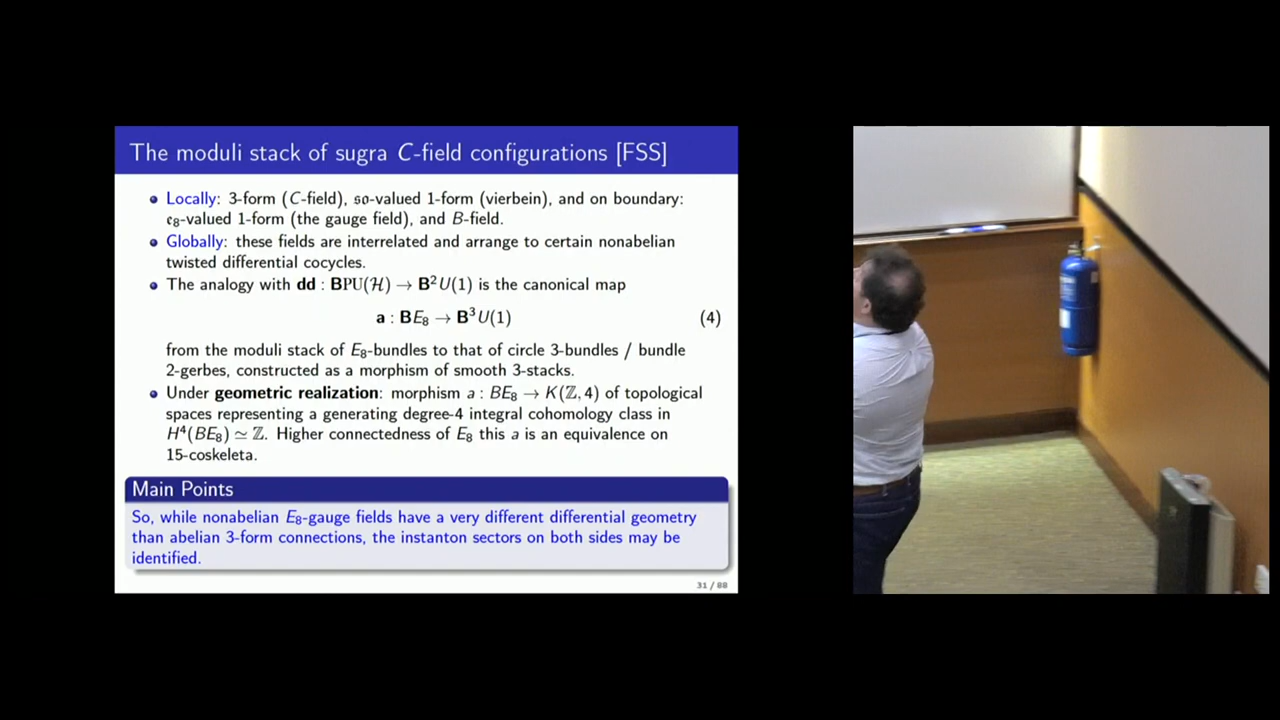 The moduli stack of sugra C-field configurations [FSS]
Locally: 3-form (C-field), 𝔰𝔬-valued 1-form (vierbein), and on boundary:
𝔢₈-valued 1-form (the gauge field), and B-field.
Globally: these fields are interrelated and arrange to certain nonabelian
twisted differential cocycles.
The analogy with dd : BPU(ℋ) → B²U(1) is the canonical map
a : BE₈ → B³U(1) (4)
from the moduli stack of E₈-bundles to that of circle 3-bundles / bundle
2-gerbes, constructed as a morphism of smooth 3-stacks.
Under geometric realization: morphism a : BE₈ → K(ℤ, 4) of topological
spaces representing a generating degree-4 integral cohomology class in
H⁴(BE₈) ≃ ℤ. Higher connectedness of E₈ this a is an equivalence on
15-coskeleta.
Main Points
So, while nonabelian E₈-gauge fields have a very different differential geometry
than abelian 3-form connections, the instanton sectors on both sides may be
identified.
31 / 88